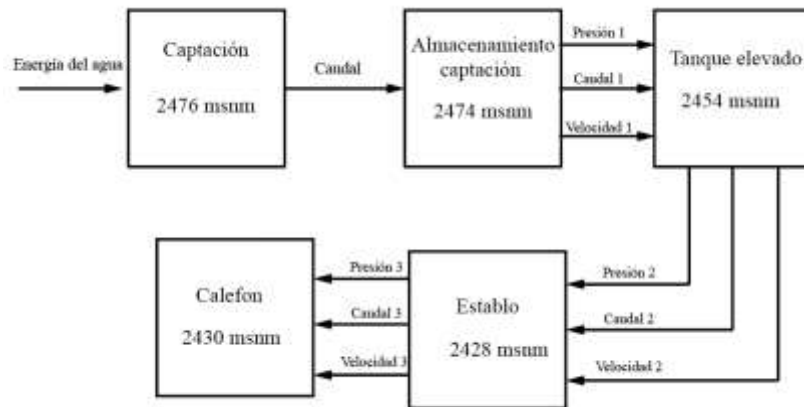 Energía del agua
Captación
2476 msnm
Caudal
Almacenamiento
captación
2474 msnm
Presión 1
Caudal 1
Velocidad 1
Tanque elevado
2454 msnm
Presión 2
Caudal 2
Velocidad 2
Establo
2428 msnm
Presión 3
Caudal 3
Velocidad 3
Calefon
2430 msnm